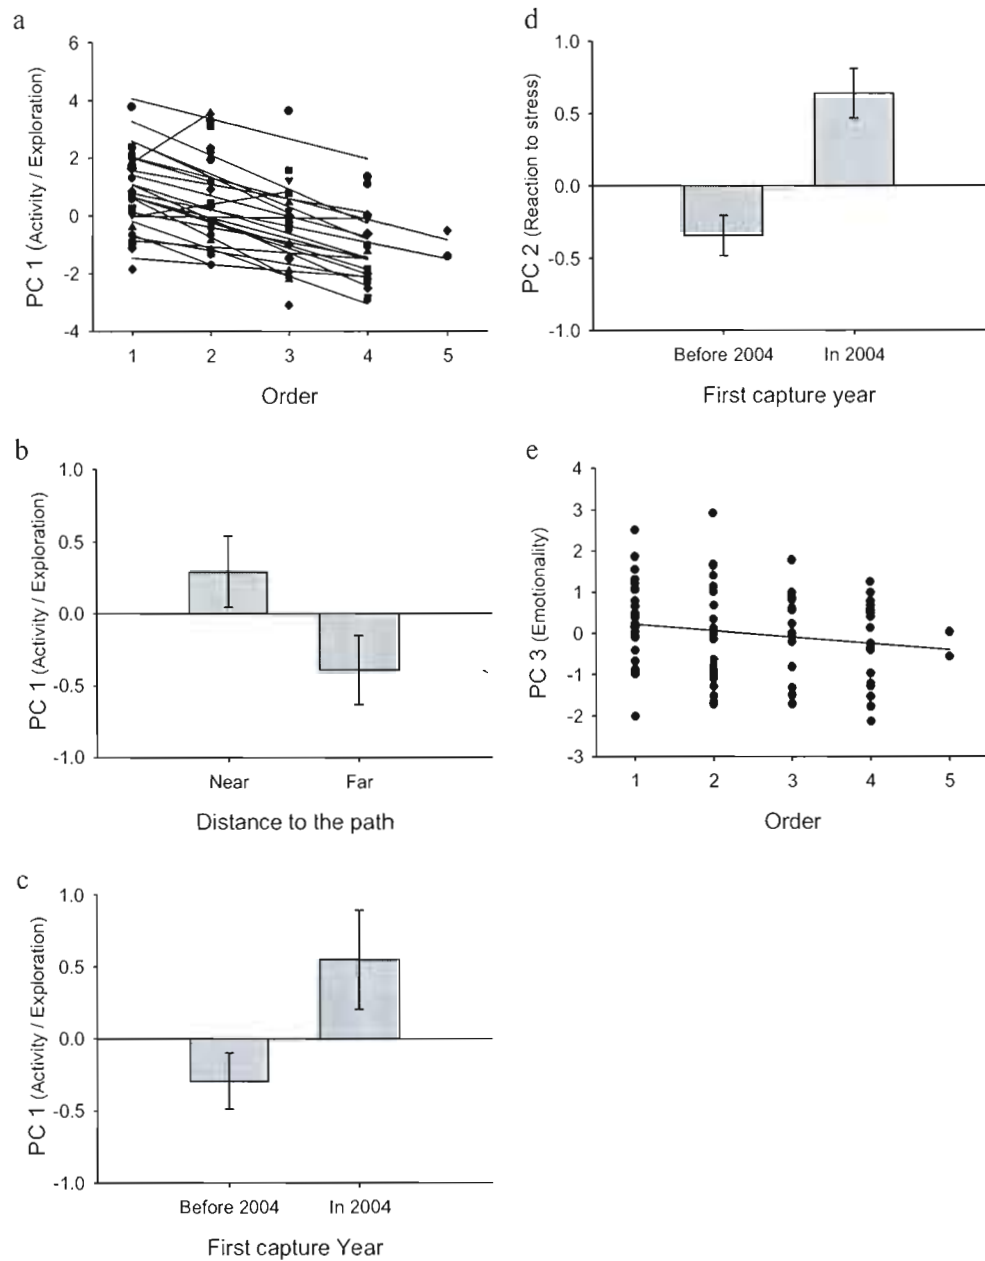 a
PC 1 (Activity / Exploration)
6
4
2
0
-2
-4
1 2 3 4 5
Order
b
PC 1 (Activity / Exploration)
1.0
0.5
0.0
-0.5
-1.0
Near Far
Distance to the path
c
PC 1 (Activity / Exploration)
1.0
0.5
0.0
-0.5
-1.0
Before 2004 In 2004
First capture Year
d
PC 2 (Reaction to stress)
1.0
0.5
0.0
-0.5
-1.0
Before 2004 In 2004
First capture year
e
PC 3 (Emotionality)
4
3
2
1
0
-1
-2
-3
1 2 3 4 5
Order